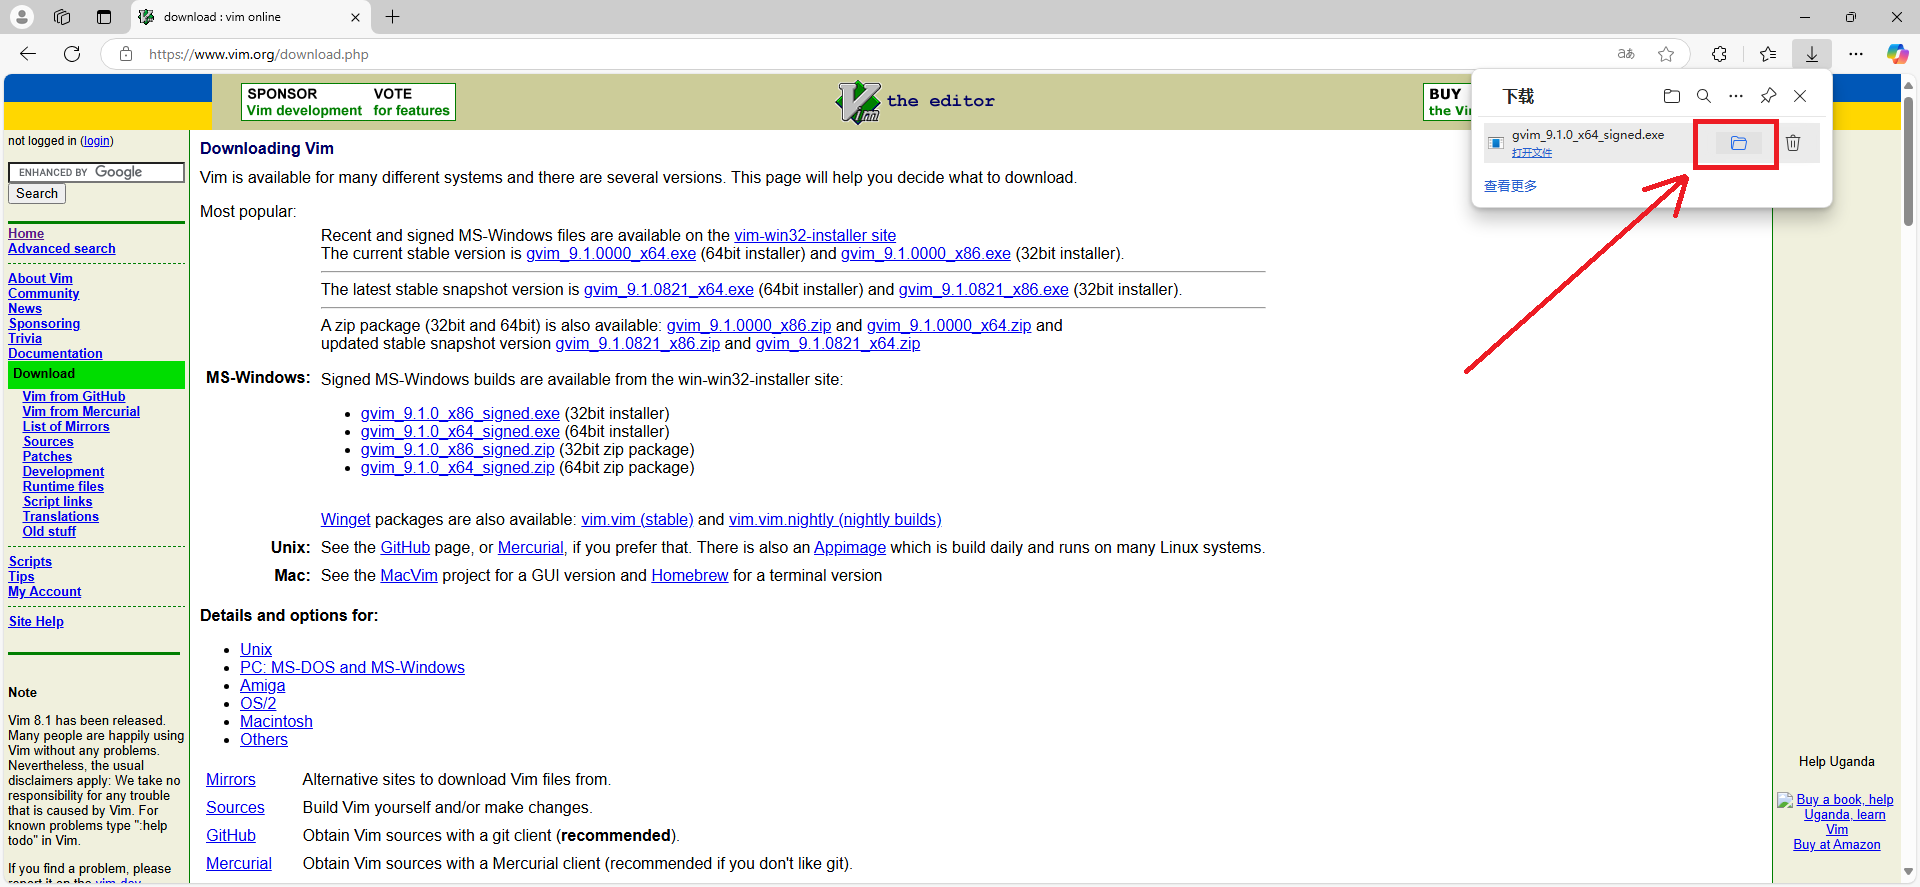 download : vim online
https://www.vim.org/download.php
aあ
SPONSOR VOTE
Vim development for features
Vim the editor
BUY
the Vi
下载
gvim_9.1.0_x64_signed.exe
打开文件
查看更多
not logged in (login)
ENHANCED BY Google
Search
Home
Advanced search
About Vim
Community
News
Sponsoring
Trivia
Documentation
Download
Vim from GitHub
Vim from Mercurial
List of Mirrors
Sources
Patches
Development
Runtime files
Script links
Translations
Old stuff
Scripts
Tips
My Account
Site Help
Note
Vim 8.1 has been released.
Many people are happily using
Vim without any problems.
Nevertheless, the usual
disclaimers apply: We take no
responsibility for any trouble
that is caused by Vim. For
known problems type ":help
todo" in Vim.
If you find a problem, please
report it on the vim-dev
Downloading Vim
Vim is available for many different systems and there are several versions. This page will help you decide what to download.
Most popular:
Recent and signed MS-Windows files are available on the vim-win32-installer site
The current stable version is gvim_9.1.0000_x64.exe (64bit installer) and gvim_9.1.0000_x86.exe (32bit installer).
The latest stable snapshot version is gvim_9.1.0821_x64.exe (64bit installer) and gvim_9.1.0821_x86.exe (32bit installer).
A zip package (32bit and 64bit) is also available: gvim_9.1.0000_x86.zip and gvim_9.1.0000_x64.zip and
updated stable snapshot version gvim_9.1.0821_x86.zip and gvim_9.1.0821_x64.zip
MS-Windows: Signed MS-Windows builds are available from the win-win32-installer site:
• gvim_9.1.0_x86_signed.exe (32bit installer)
• gvim_9.1.0_x64_signed.exe (64bit installer)
• gvim_9.1.0_x86_signed.zip (32bit zip package)
• gvim_9.1.0_x64_signed.zip (64bit zip package)
Winget packages are also available: vim.vim (stable) and vim.vim.nightly (nightly builds)
Unix: See the GitHub page, or Mercurial, if you prefer that. There is also an Appimage which is build daily and runs on many Linux systems.
Mac: See the MacVim project for a GUI version and Homebrew for a terminal version
Details and options for:
• Unix
• PC: MS-DOS and MS-Windows
• Amiga
• OS/2
• Macintosh
• Others
Mirrors Alternative sites to download Vim files from.
Sources Build Vim yourself and/or make changes.
GitHub Obtain Vim sources with a git client (recommended).
Mercurial Obtain Vim sources with a Mercurial client (recommended if you don't like git).
Help Uganda
Buy a book, help
Uganda, learn
Vim
Buy at Amazon